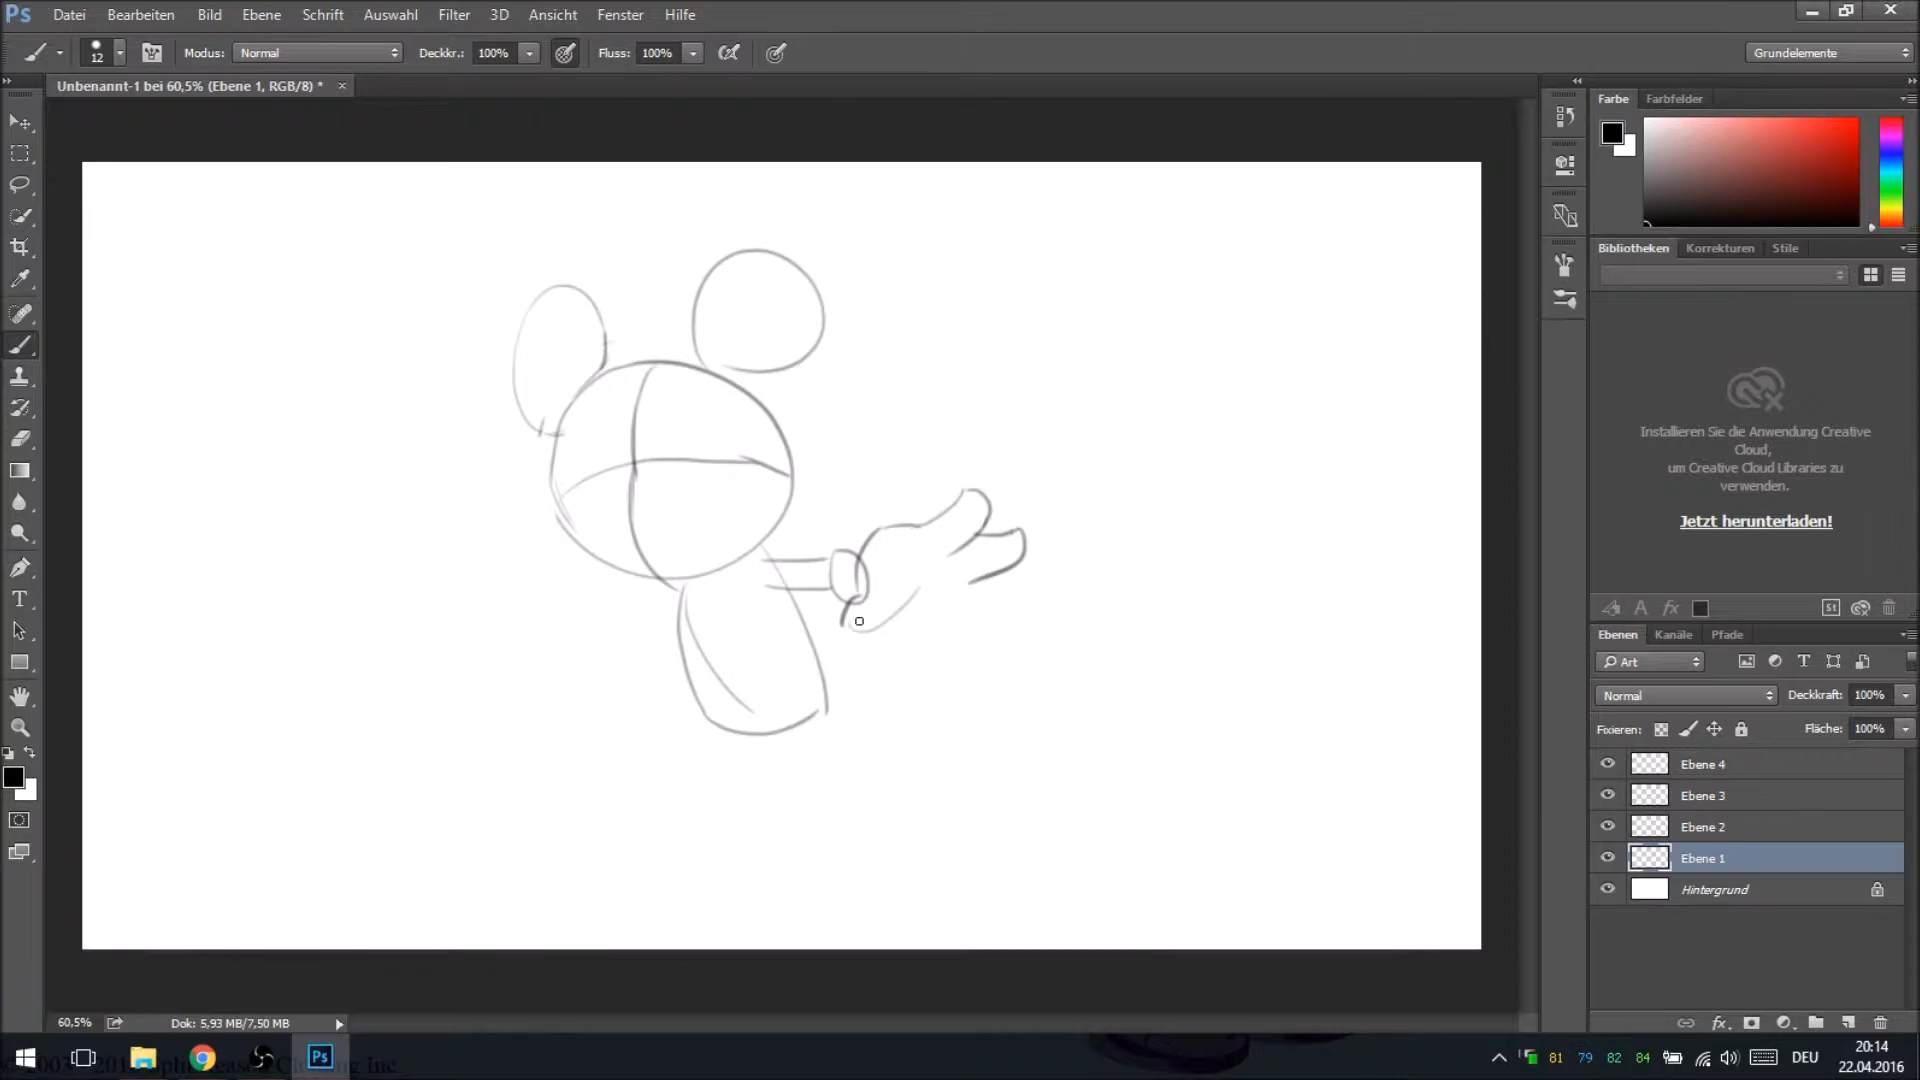 Ps Datei Bearbeiten Bild Ebene Schrift Auswahl Filter 3D Ansicht Fenster Hilfe
12 Modus: Normal Deckkr.: 100% Fluss: 100% Grundelemente
Unbenannt-1 bei 60,5% (Ebene 1, RGB/8) * ×
Farbe Farbfelder
Bibliotheken Korrekturen Stile
Installieren Sie die Anwendung Creative
Cloud,
um Creative Cloud Libraries zu
verwenden.
Jetzt herunterladen!
A fx St
Ebenen Kanäle Pfade
Art T
Normal Deckkraft: 100%
Fixieren: Fläche: 100%
Ebene 4
Ebene 3
Ebene 2
Ebene 1
Hintergrund
T
60,5% Dok: 5,93 MB/7,50 MB fx
Ps 81 79 82 84 DEU
20:14
22.04.2016